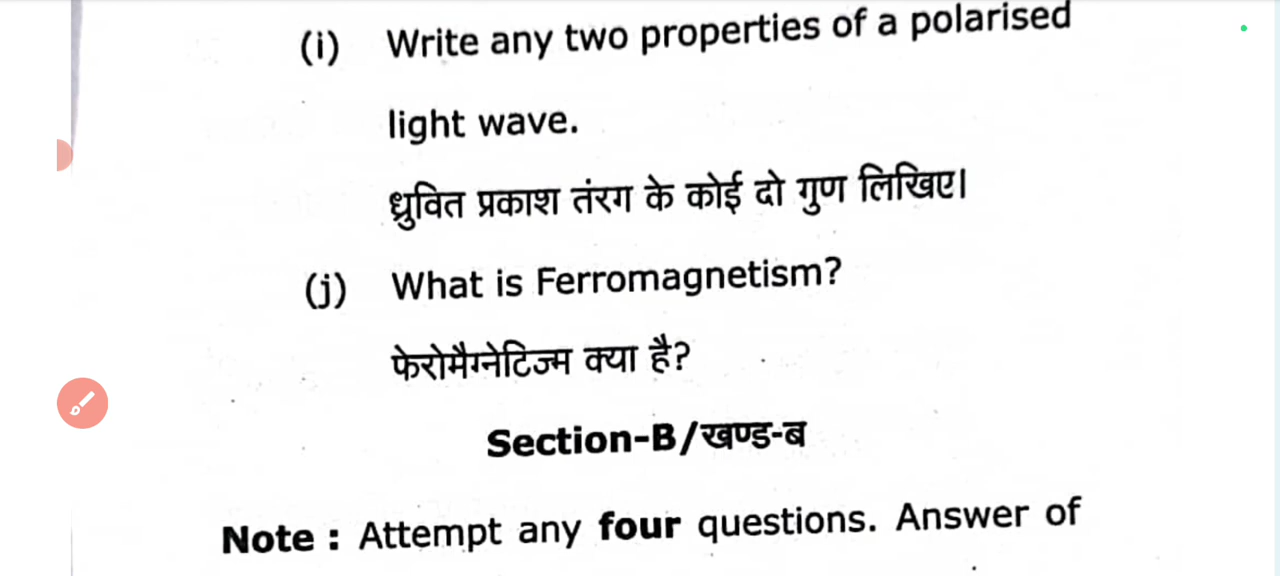 (i) Write any two properties of a polarised
light wave.
ध्रुवित प्रकाश तंरग के कोई दो गुण लिखिए।
(j) What is Ferromagnetism?
फेरोमैग्नेटिज्म क्या है?
Section-B/खण्ड-ब
Note : Attempt any four questions. Answer of